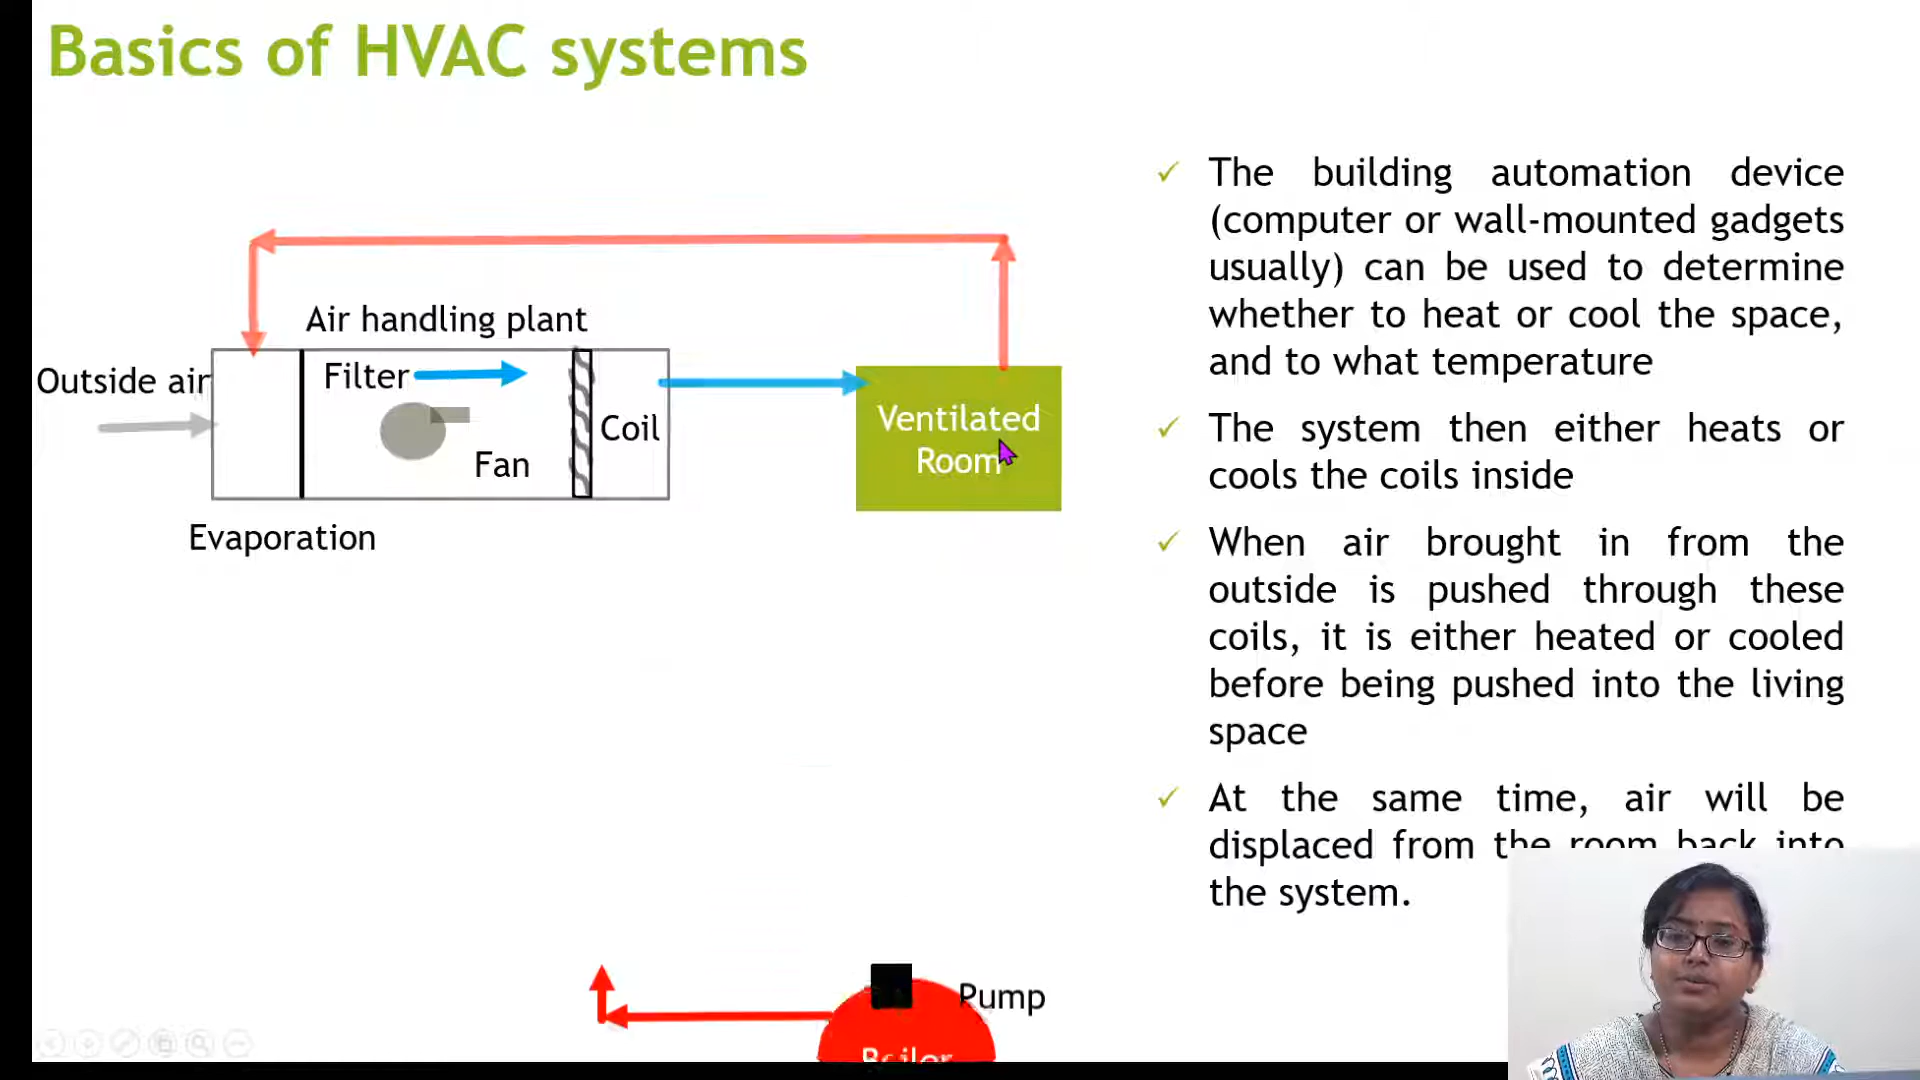 Basics of HVAC systems
Air handling plant
Outside air
Filter
Fan
Coil
Evaporation
Ventilated
Room
Pump
Boiler
The building automation device
(computer or wall-mounted gadgets
usually) can be used to determine
whether to heat or cool the space,
and to what temperature
The system then either heats or
cools the coils inside
When air brought in from the
outside is pushed through these
coils, it is either heated or cooled
before being pushed into the living
space
At the same time, air will be
displaced from the room back into
the system.